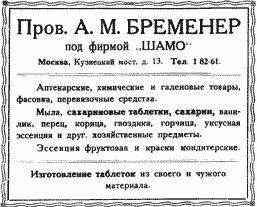 Пров. А. М. БРЕМЕНЕР
под фирмой „ШАМО“
Москва, Кузнецкий мост, д. 13. Тел. 1 82-61.
Аптекарские, химические и галеновые товары,
фасовка, перевязочные средства.
Мыла, сахариновые таблетки, сахарин, вани-
лин, перец, корица, гвоздика, горчица, уксусная
эссенция и друг. хозяйственные предметы.
Эссенция фруктовая и краски кондитерские.
Изготовление таблеток из своего и чужого
материала.